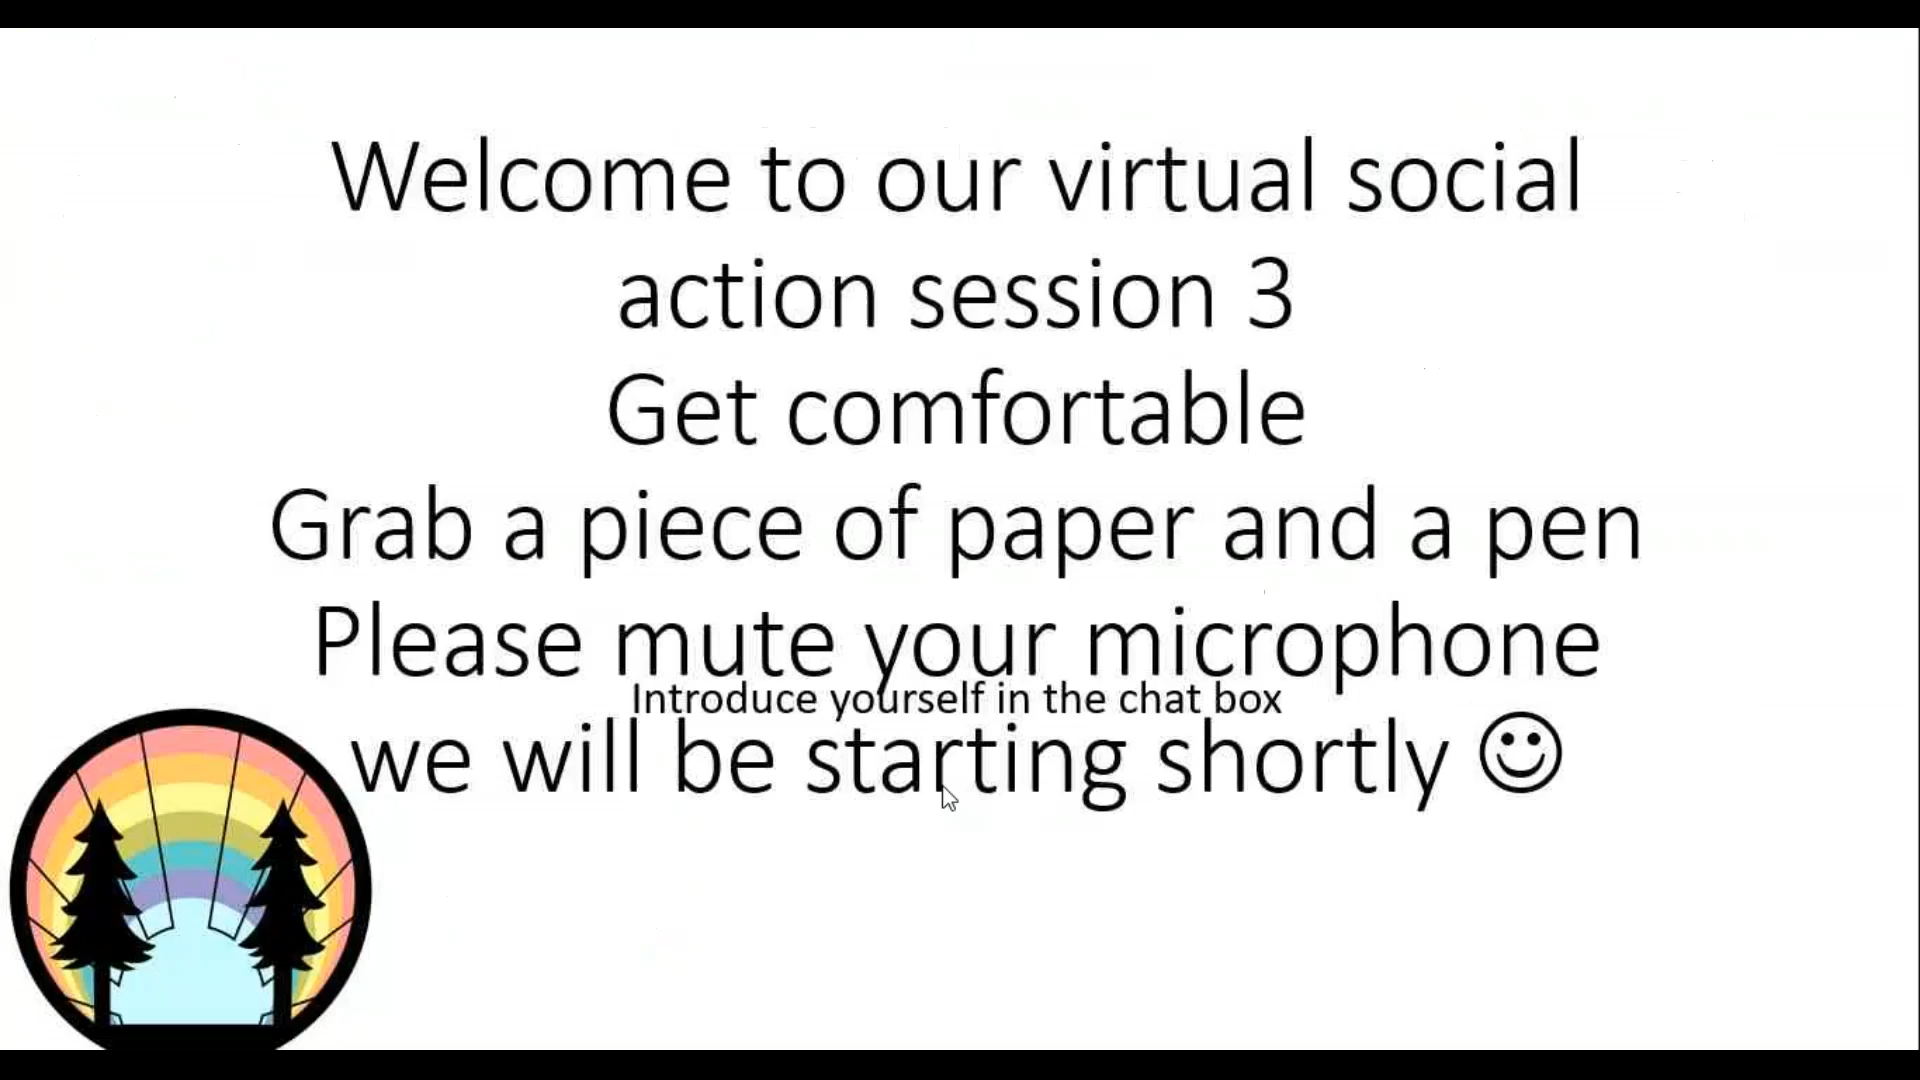 Welcome to our virtual social
action session 3
Get comfortable
Grab a piece of paper and a pen
Please mute your microphone
Introduce yourself in the chat box
we will be starting shortly ☺